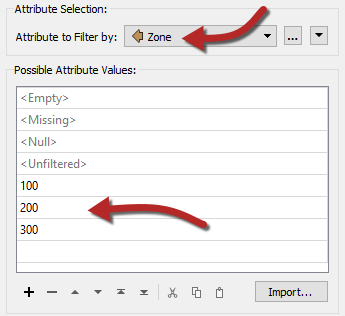 Attribute Selection:
Attribute to Filter by: Zone ...
Possible Attribute Values:
<Empty>
<Missing>
<Null>
<Unfiltered>
100
200
300
Import...